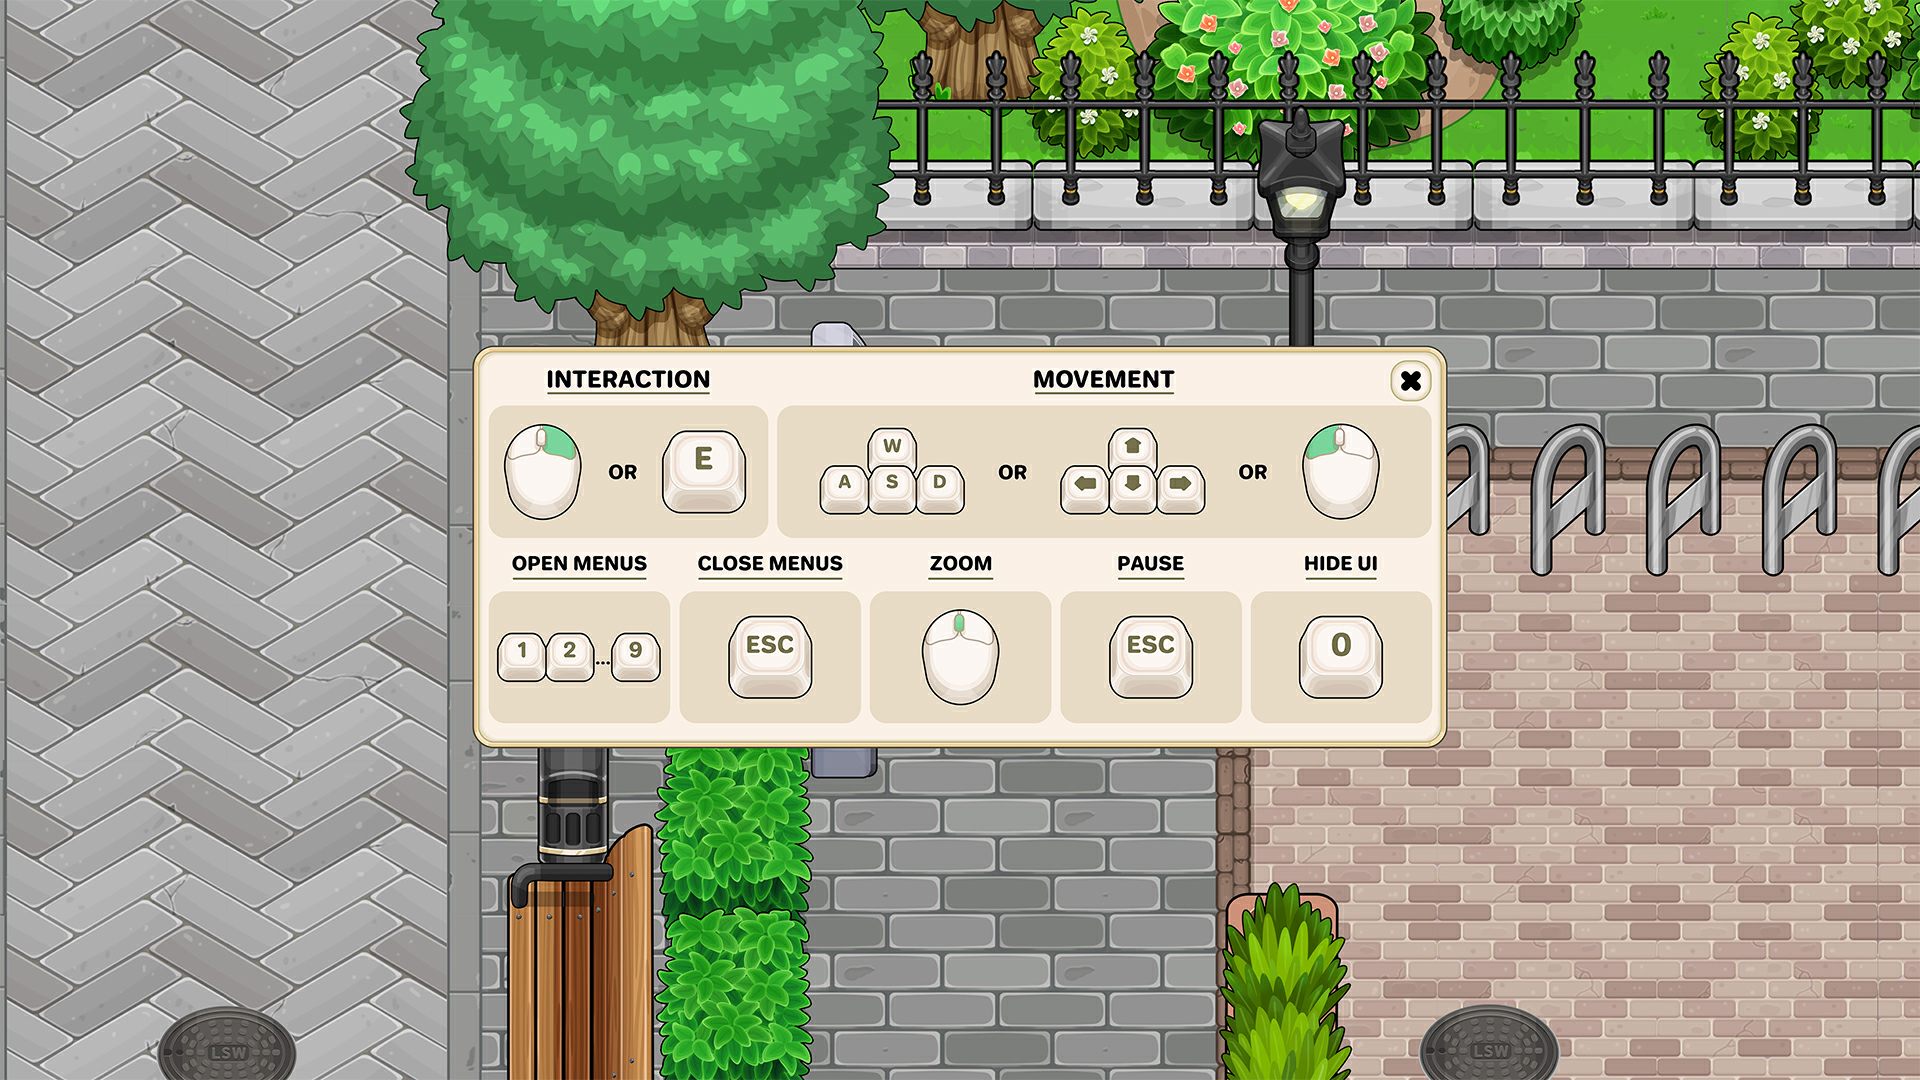 INTERACTION
MOVEMENT
OR
E
W
A S D
OR
OR
OPEN MENUS
CLOSE MENUS
ZOOM
PAUSE
HIDE UI
1 2 ... 9
ESC
ESC
0
LSW
LSW